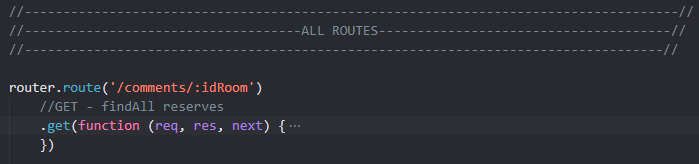 //-------------------------------------------------------------------------------------//
//------------------------------------ALL ROUTES--------------------------------------//
//-----------------------------------------------------------------------------------//
router.route('/comments/:idRoom')
//GET - findAll reserves
.get(function (req, res, next) {···
})